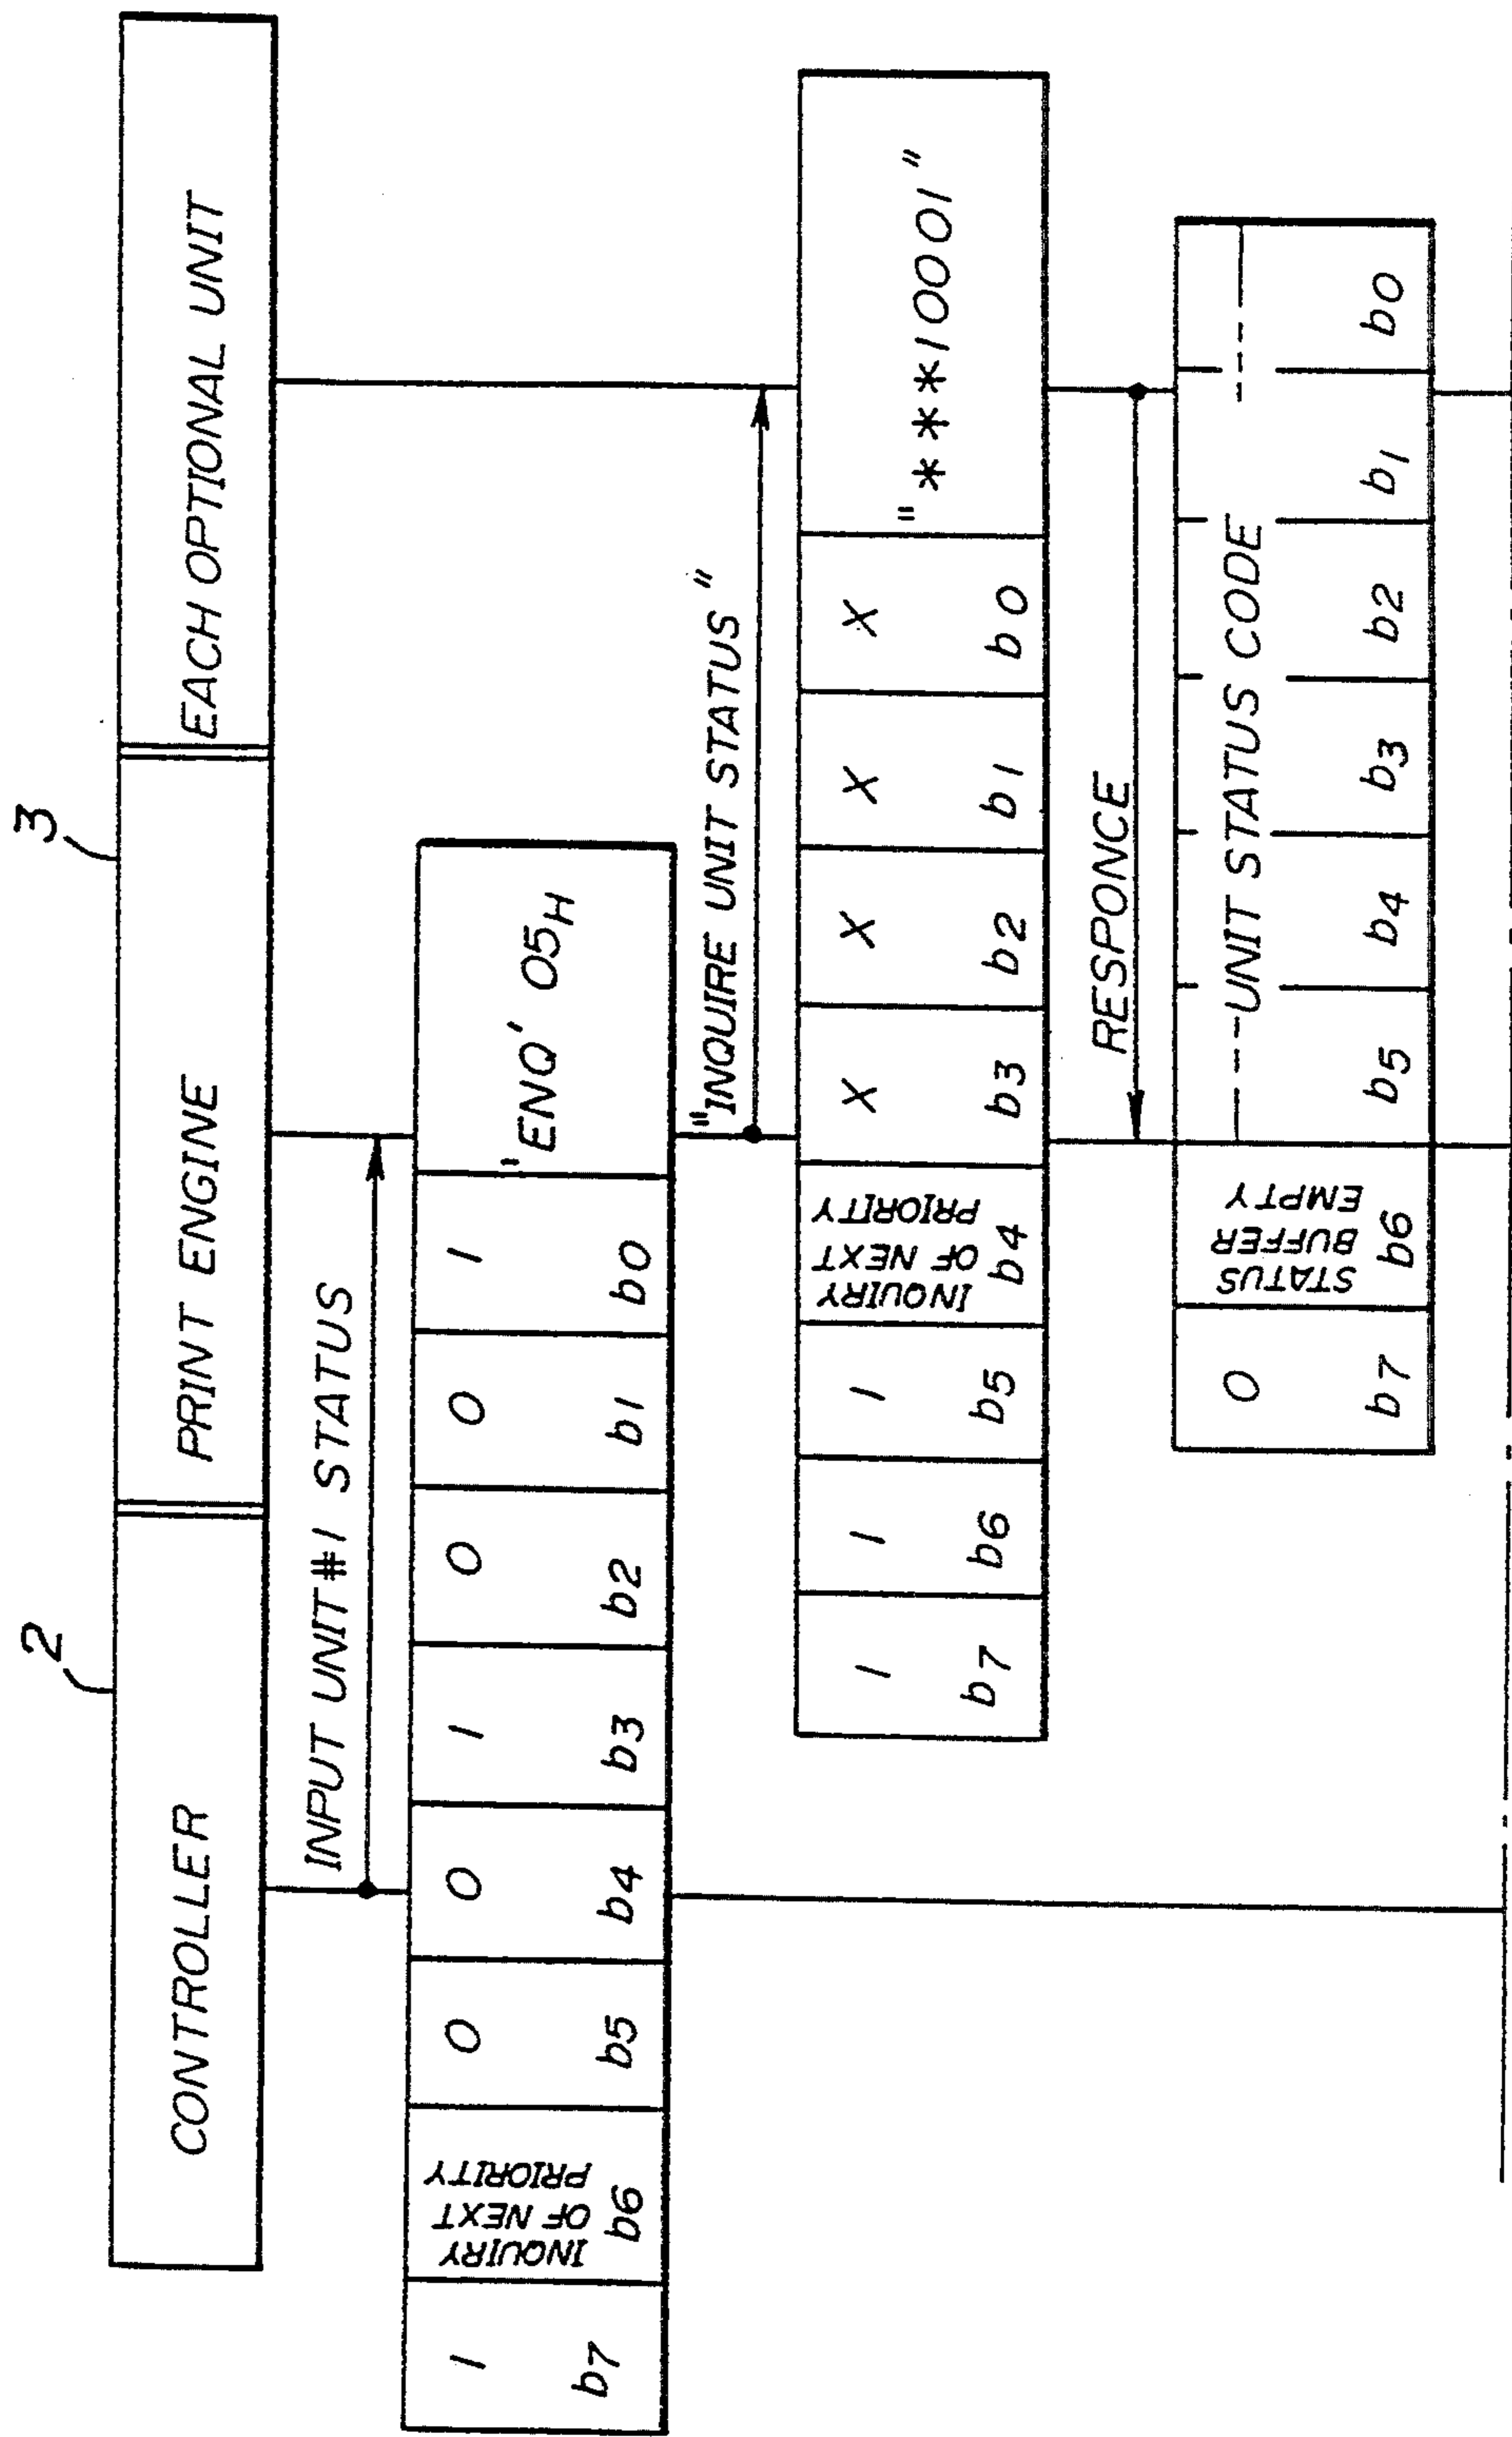 2
3
CONTROLLER
PRINT ENGINE
EACH OPTIONAL UNIT
INPUT UNIT#1 STATUS
1
INQUIRY
OF NEXT
PRIORITY
0
0
1
0
0
1
"ENQ' 05H
b7
b6
b5
b4
b3
b2
b1
b0
"INQUIRE UNIT STATUS"
1
1
1
INQUIRY
OF NEXT
PRIORITY
X
X
X
X
"***10001"
b7
b6
b5
b4
b3
b2
b1
b0
RESPONCE
0
STATUS
BUFFER
EMPTY
UNIT STATUS CODE
b7
b6
b5
b4
b3
b2
b1
b0